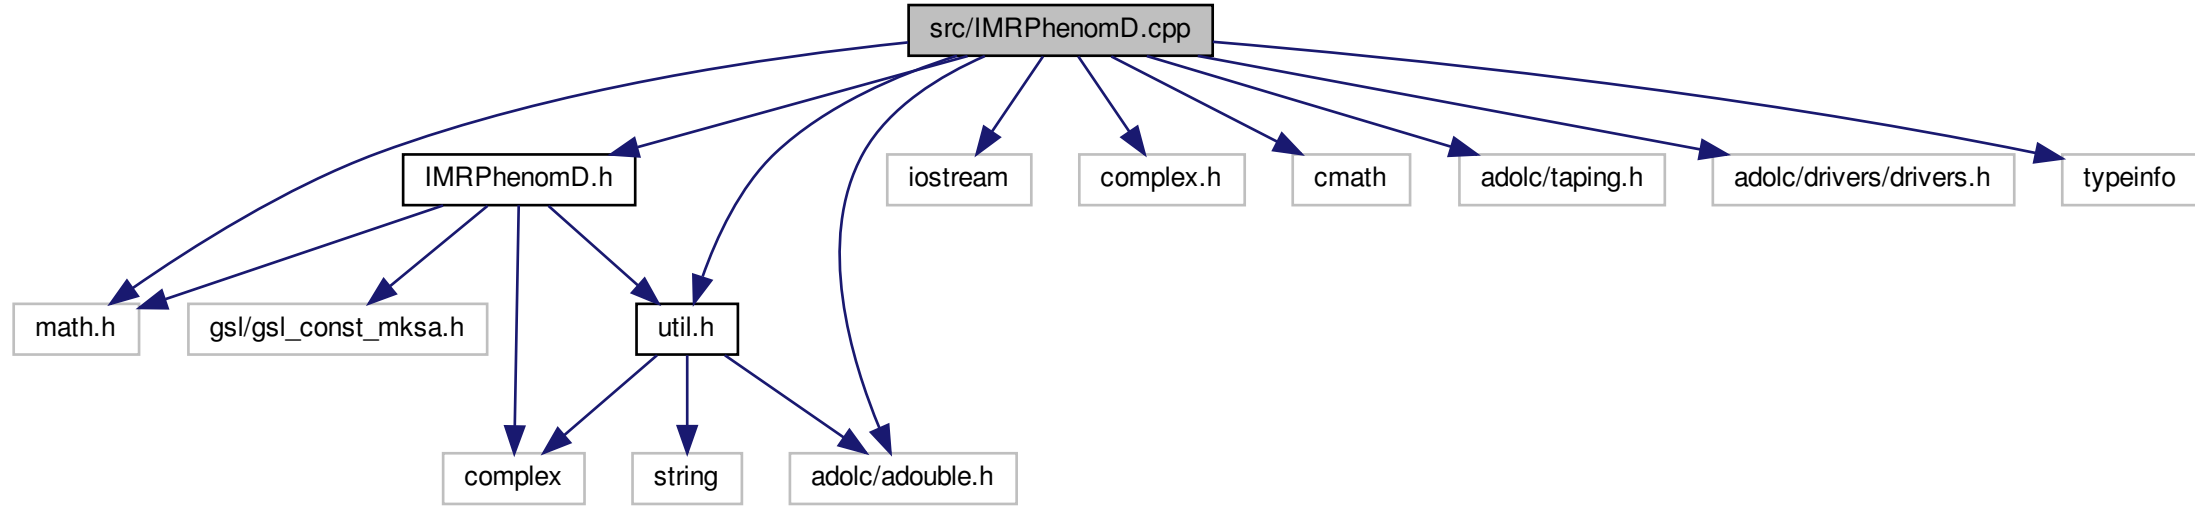 src/IMRPhenomD.cpp
IMRPhenomD.h
iostream
complex.h
cmath
adolc/taping.h
adolc/drivers/drivers.h
typeinfo
math.h
gsl/gsl_const_mksa.h
util.h
complex
string
adolc/adouble.h